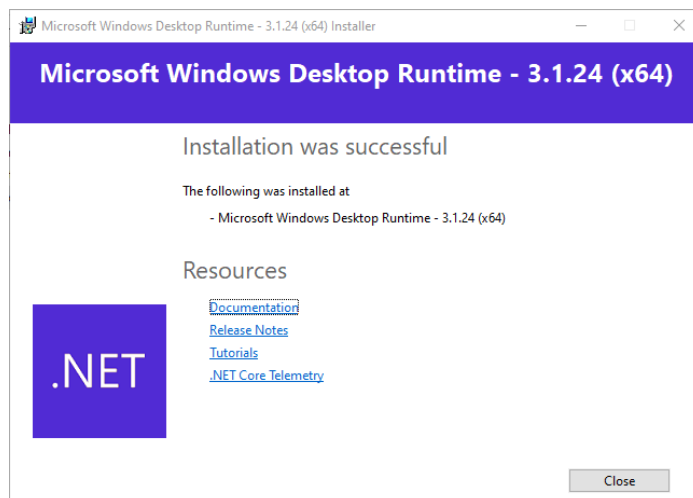 Microsoft Windows Desktop Runtime - 3.1.24 (x64) Installer
Microsoft Windows Desktop Runtime - 3.1.24 (x64)
Installation was successful
The following was installed at
- Microsoft Windows Desktop Runtime - 3.1.24 (x64)
Resources
Documentation
Release Notes
Tutorials
.NET Core Telemetry
.NET
Close